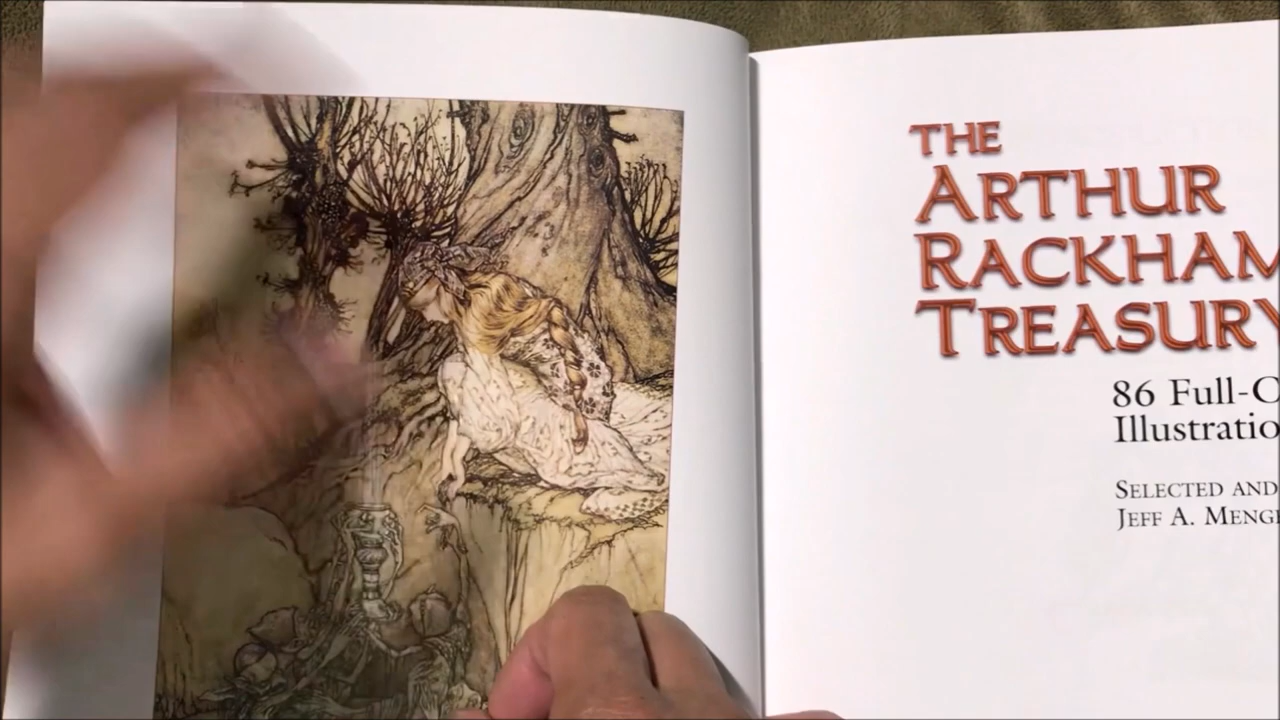 THE
ARTHUR
RACKHAM
TREASURY
86 Full-
Illustratio
SELECTED AND
JEFF A. MENG